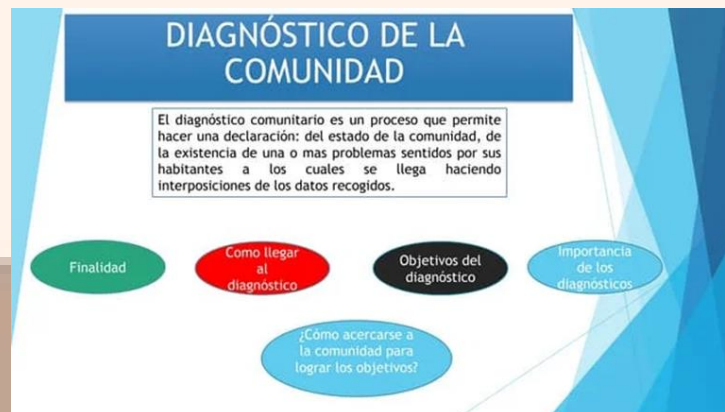 DIAGNÓSTICO DE LA
COMUNIDAD
El diagnóstico comunitario es un proceso que permite
hacer una declaración: del estado de la comunidad, de
la existencia de una o mas problemas sentidos por sus
habitantes a los cuales se llega haciendo
interposiciones de los datos recogidos.
Finalidad
Como llegar
al
diagnóstico
Objetivos del
diagnóstico
Importancia
de los
diagnósticos
¿Cómo acercarse a
la comunidad para
lograr los objetivos?